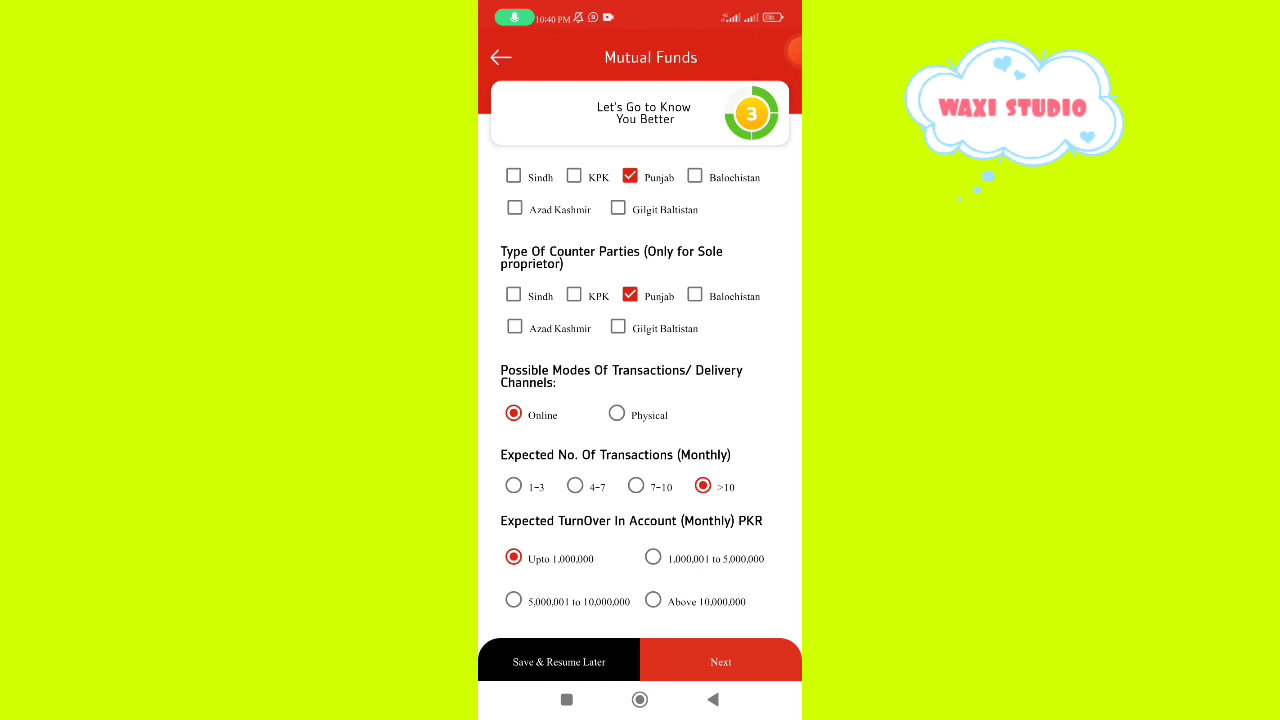 10:40 PM
Mutual Funds
Let's Go to Know
You Better
3
Sindh KPK Punjab Balochistan
Azad Kashmir Gilgit Baltistan
Type Of Counter Parties (Only for Sole
proprietor)
Sindh KPK Punjab Balochistan
Azad Kashmir Gilgit Baltistan
Possible Modes Of Transactions/ Delivery
Channels:
Online Physical
Expected No. Of Transactions (Monthly)
1-3 4-7 7-10 >10
Expected TurnOver In Account (Monthly) PKR
Upto 1,000,000 1,000,001 to 5,000,000
5,000,001 to 10,000,000 Above 10,000,000
Save & Resume Later Next
WAXI STUDIO